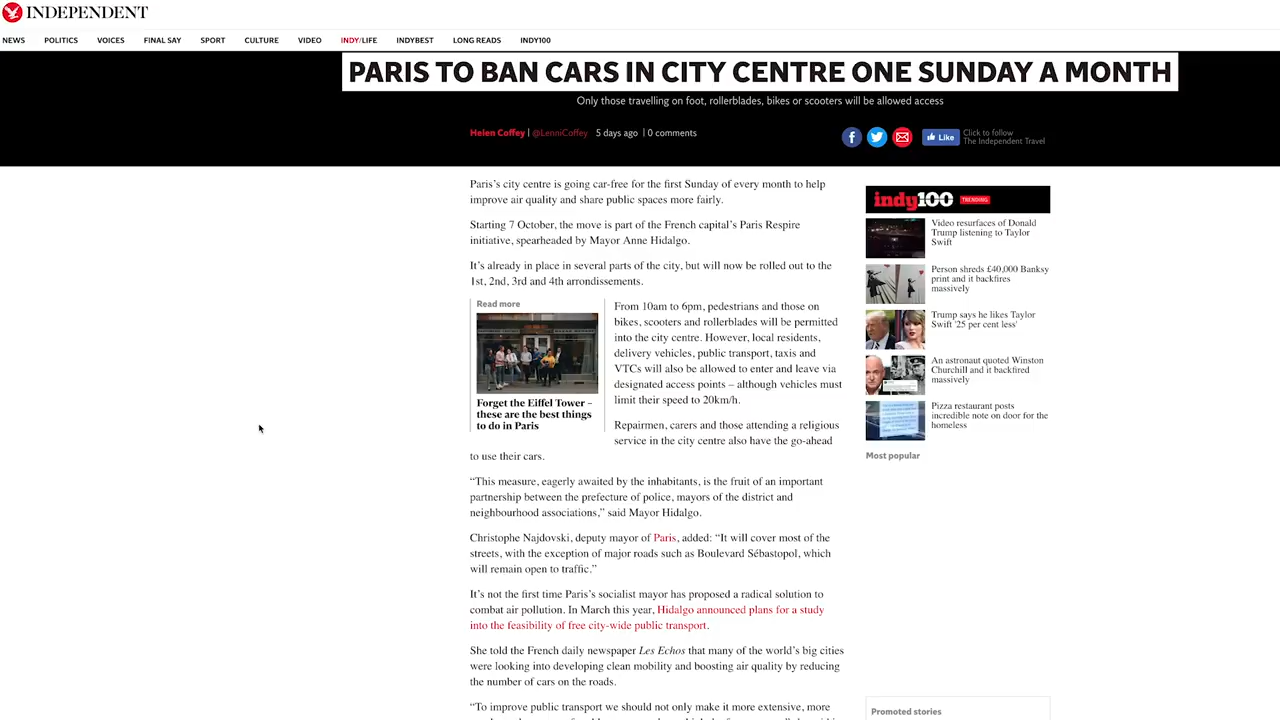 INDEPENDENT
NEWS POLITICS VOICES FINAL SAY SPORT CULTURE VIDEO INDY/LIFE INDYBEST LONG READS INDY100
PARIS TO BAN CARS IN CITY CENTRE ONE SUNDAY A MONTH
Only those travelling on foot, rollerblades, bikes or scooters will be allowed access
Helen Coffey | @LenniCoffey 5 days ago | 0 comments
Like
Click to follow
The Independent Travel
Paris's city centre is going car-free for the first Sunday of every month to help
improve air quality and share public spaces more fairly.
Starting 7 October, the move is part of the French capital's Paris Respire
initiative, spearheaded by Mayor Anne Hidalgo.
It's already in place in several parts of the city, but will now be rolled out to the
1st, 2nd, 3rd and 4th arrondissements.
Read more
Forget the Eiffel Tower –
these are the best things
to do in Paris
From 10am to 6pm, pedestrians and those on
bikes, scooters and rollerblades will be permitted
into the city centre. However, local residents,
delivery vehicles, public transport, taxis and
VTCs will also be allowed to enter and leave via
designated access points – although vehicles must
limit their speed to 20km/h.
Repairmen, carers and those attending a religious
service in the city centre also have the go-ahead
to use their cars.
“This measure, eagerly awaited by the inhabitants, is the fruit of an important
partnership between the prefecture of police, mayors of the district and
neighbourhood associations,” said Mayor Hidalgo.
Christophe Najdovski, deputy mayor of Paris, added: “It will cover most of the
streets, with the exception of major roads such as Boulevard Sébastopol, which
will remain open to traffic.”
It's not the first time Paris's socialist mayor has proposed a radical solution to
combat air pollution. In March this year, Hidalgo announced plans for a study
into the feasibility of free city-wide public transport.
She told the French daily newspaper Les Echos that many of the world's big cities
were looking into developing clean mobility and boosting air quality by reducing
the number of cars on the roads.
“To improve public transport we should not only make it more extensive, more
indy100 TRENDING
Video resurfaces of Donald
Trump listening to Taylor
Swift
Person shreds £40,000 Banksy
print and it backfires
massively
Trump says he likes Taylor
Swift '25 per cent less'
An astronaut quoted Winston
Churchill and it backfired
massively
Pizza restaurant posts
incredible note on door for the
homeless
Most popular
Promoted stories